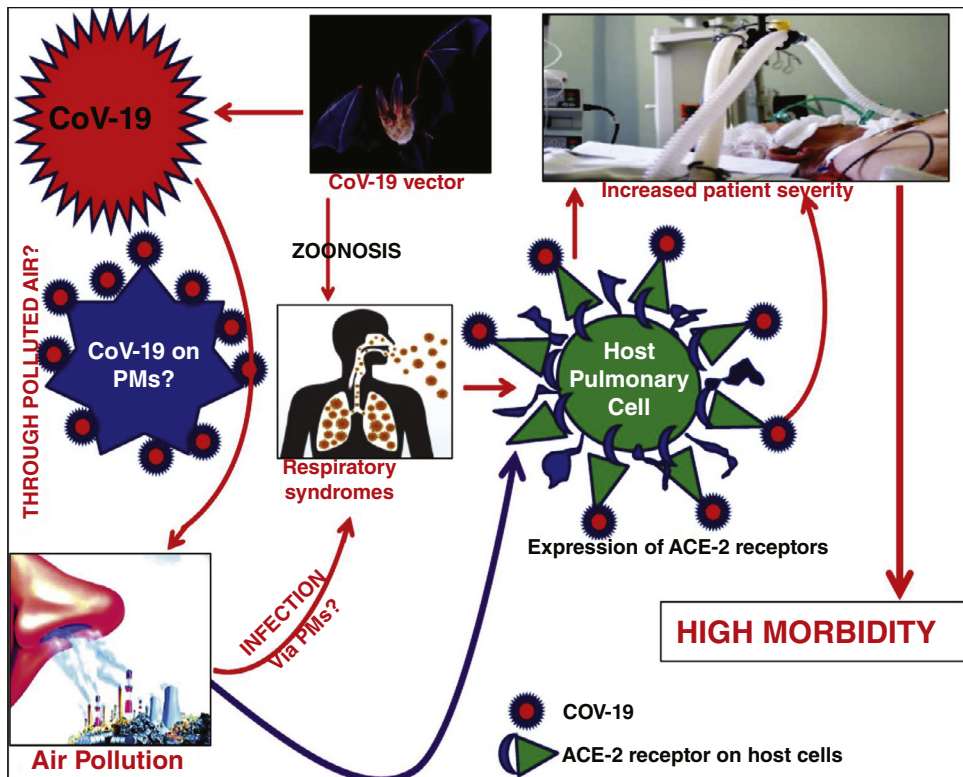 CoV-19
CoV-19 vector
Increased patient severity
ZOONOSIS
THROUGH POLLUTED AIR?
CoV-19 on
PMs?
Host
Pulmonary
Cell
Respiratory
syndromes
Expression of ACE-2 receptors
INFECTION
Via PMs?
HIGH MORBIDITY
Air Pollution
COV-19
ACE-2 receptor on host cells